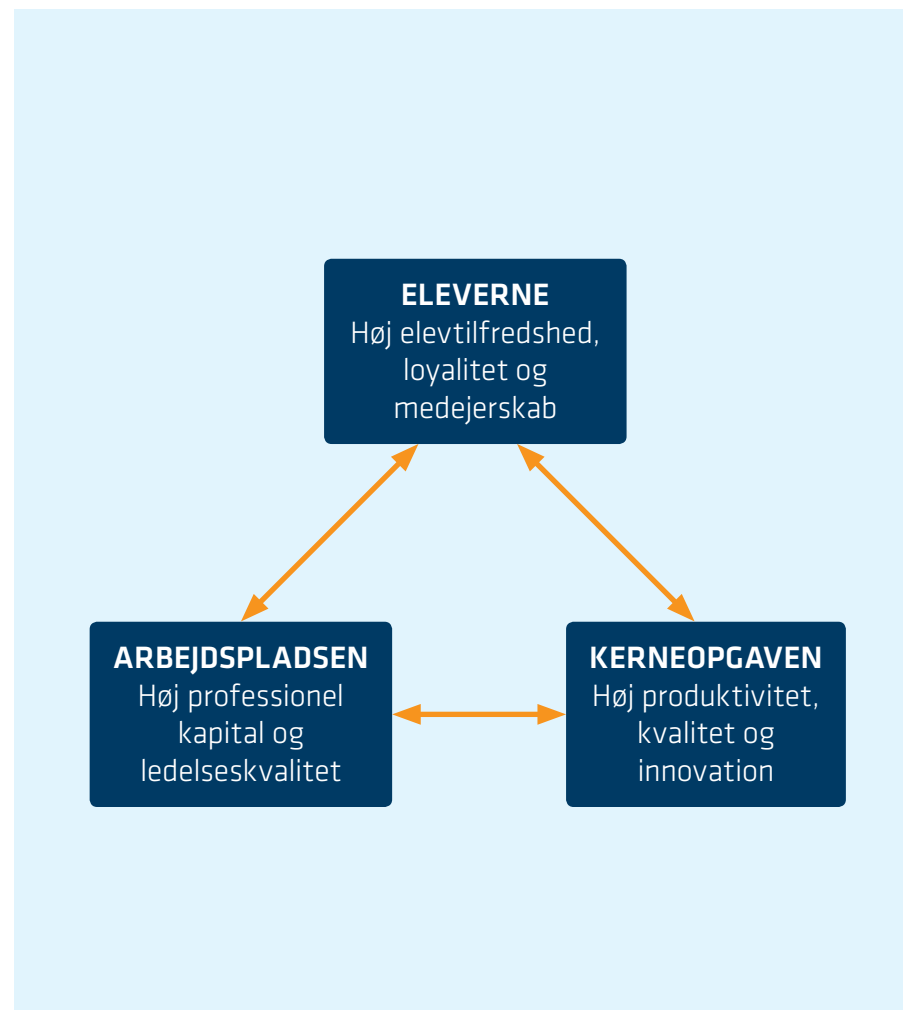 ELEVERNE
Høj elevtilfredshed,
loyalitet og
medejerskab
ARBEJDSPLADSEN
Høj professionel
kapital og
ledelseskvalitet
KERNEOPGAVEN
Høj produktivitet,
kvalitet og
innovation